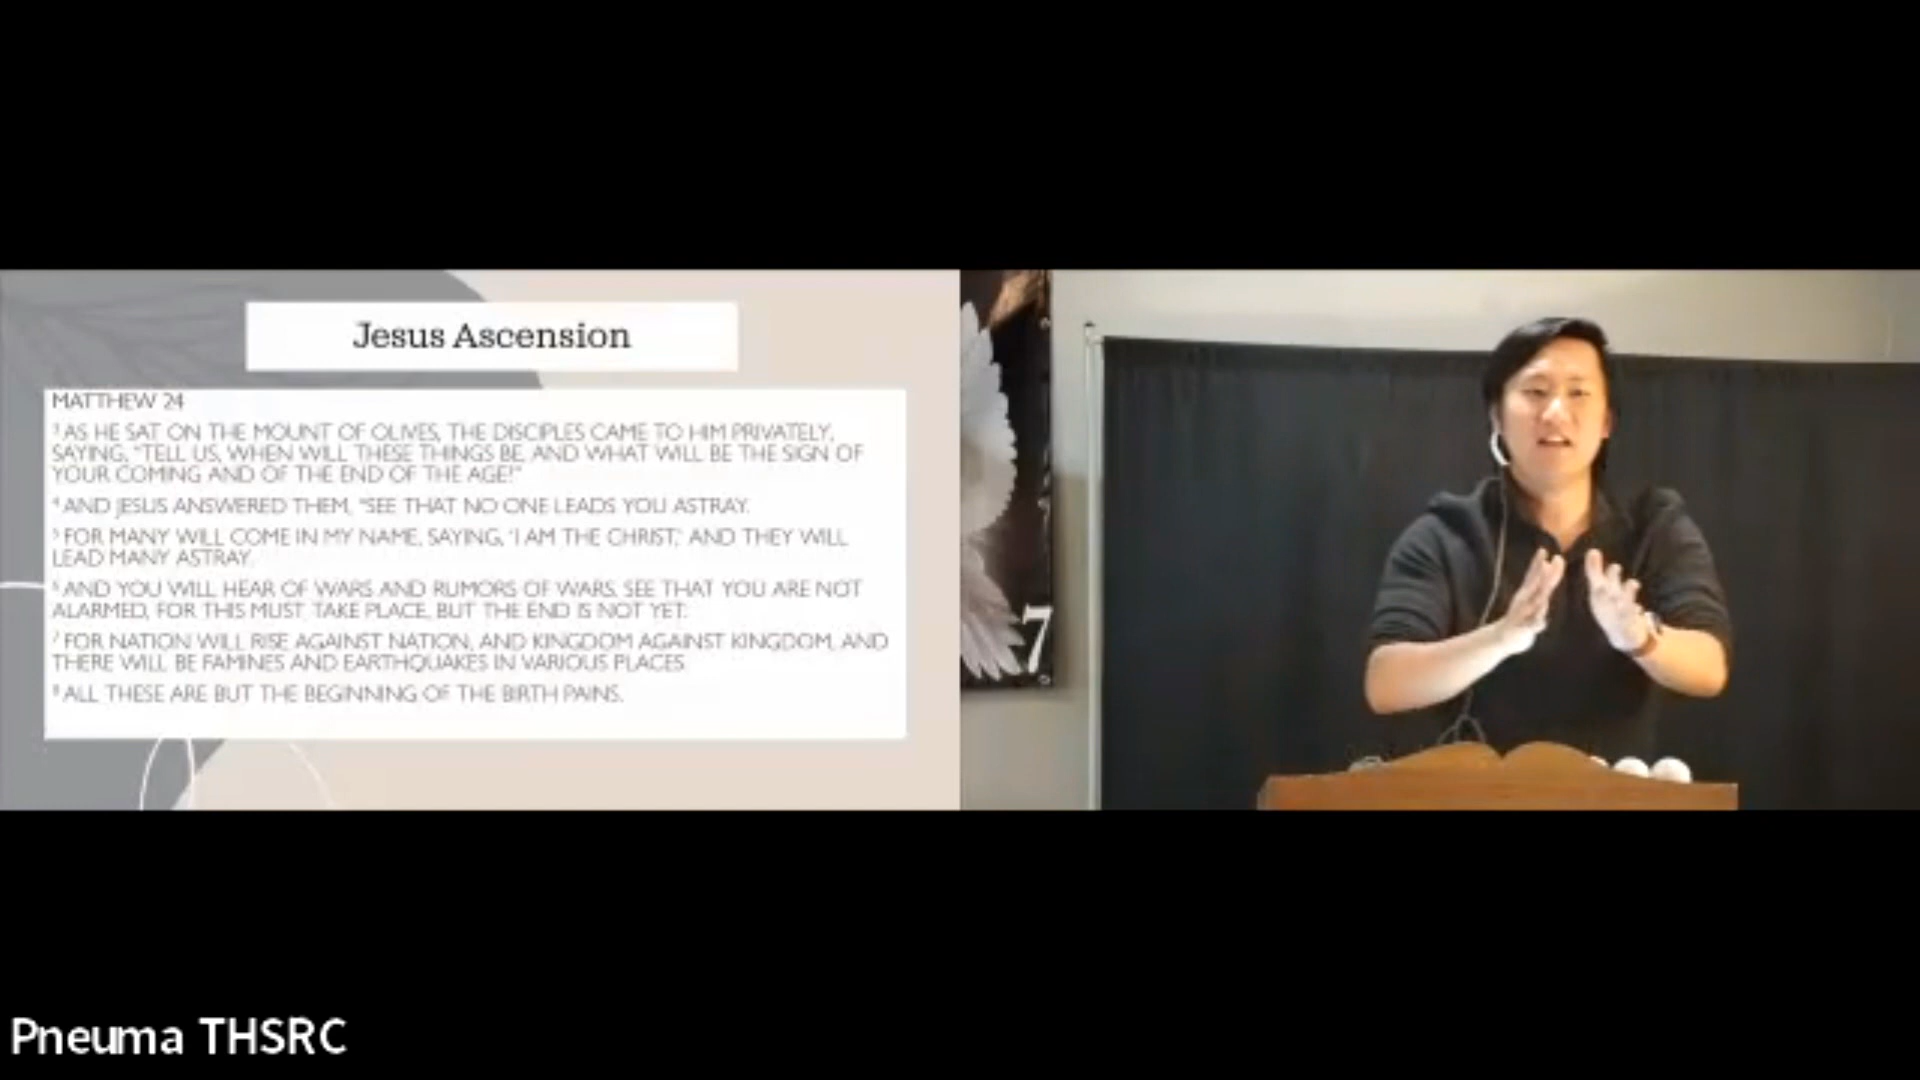 Jesus Ascension
MATTHEW 24
3 AS HE SAT ON THE MOUNT OF OLIVES, THE DISCIPLES CAME TO HIM PRIVATELY,
SAYING, "TELL US, WHEN WILL THESE THINGS BE, AND WHAT WILL BE THE SIGN OF
YOUR COMING AND OF THE END OF THE AGE?"
4 AND JESUS ANSWERED THEM, "SEE THAT NO ONE LEADS YOU ASTRAY.
5 FOR MANY WILL COME IN MY NAME, SAYING, 'I AM THE CHRIST,' AND THEY WILL
LEAD MANY ASTRAY.
6 AND YOU WILL HEAR OF WARS AND RUMORS OF WARS. SEE THAT YOU ARE NOT
ALARMED, FOR THIS MUST TAKE PLACE, BUT THE END IS NOT YET.
7 FOR NATION WILL RISE AGAINST NATION, AND KINGDOM AGAINST KINGDOM, AND
THERE WILL BE FAMINES AND EARTHQUAKES IN VARIOUS PLACES.
8 ALL THESE ARE BUT THE BEGINNING OF THE BIRTH PAINS.
7
Pneuma THSRC